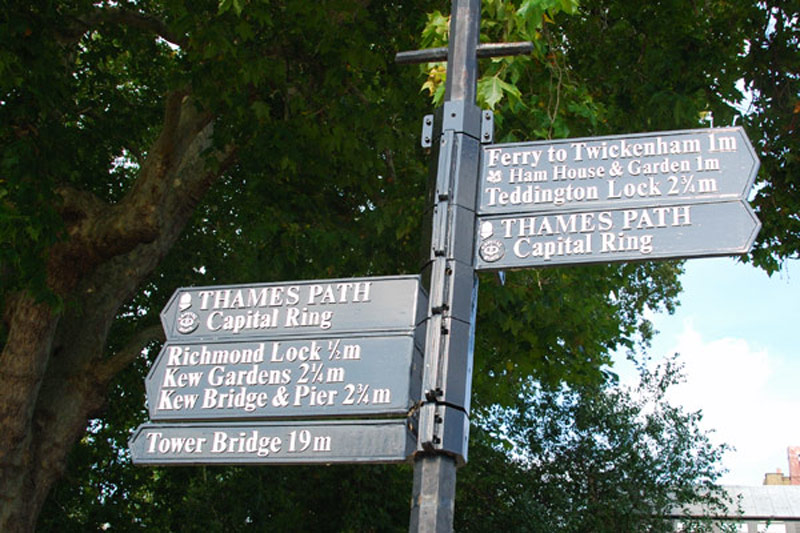 Ferry to Twickenham 1m
Ham House & Garden 1m
Teddington Lock 2¾m
THAMES PATH
Capital Ring
THAMES PATH
Capital Ring
Richmond Lock ½m
Kew Gardens 2¼m
Kew Bridge & Pier 2¾m
Tower Bridge 19m